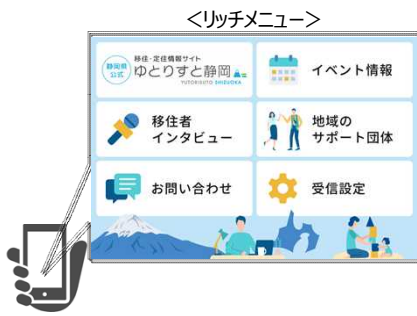 <リッチメニュー>
静岡県
公式
移住・定住情報サイト
ゆとりすと静岡
YUTORISUTO SHIZUOKA
イベント情報
移住者
インタビュー
地域の
サポート団体
お問い合わせ
受信設定